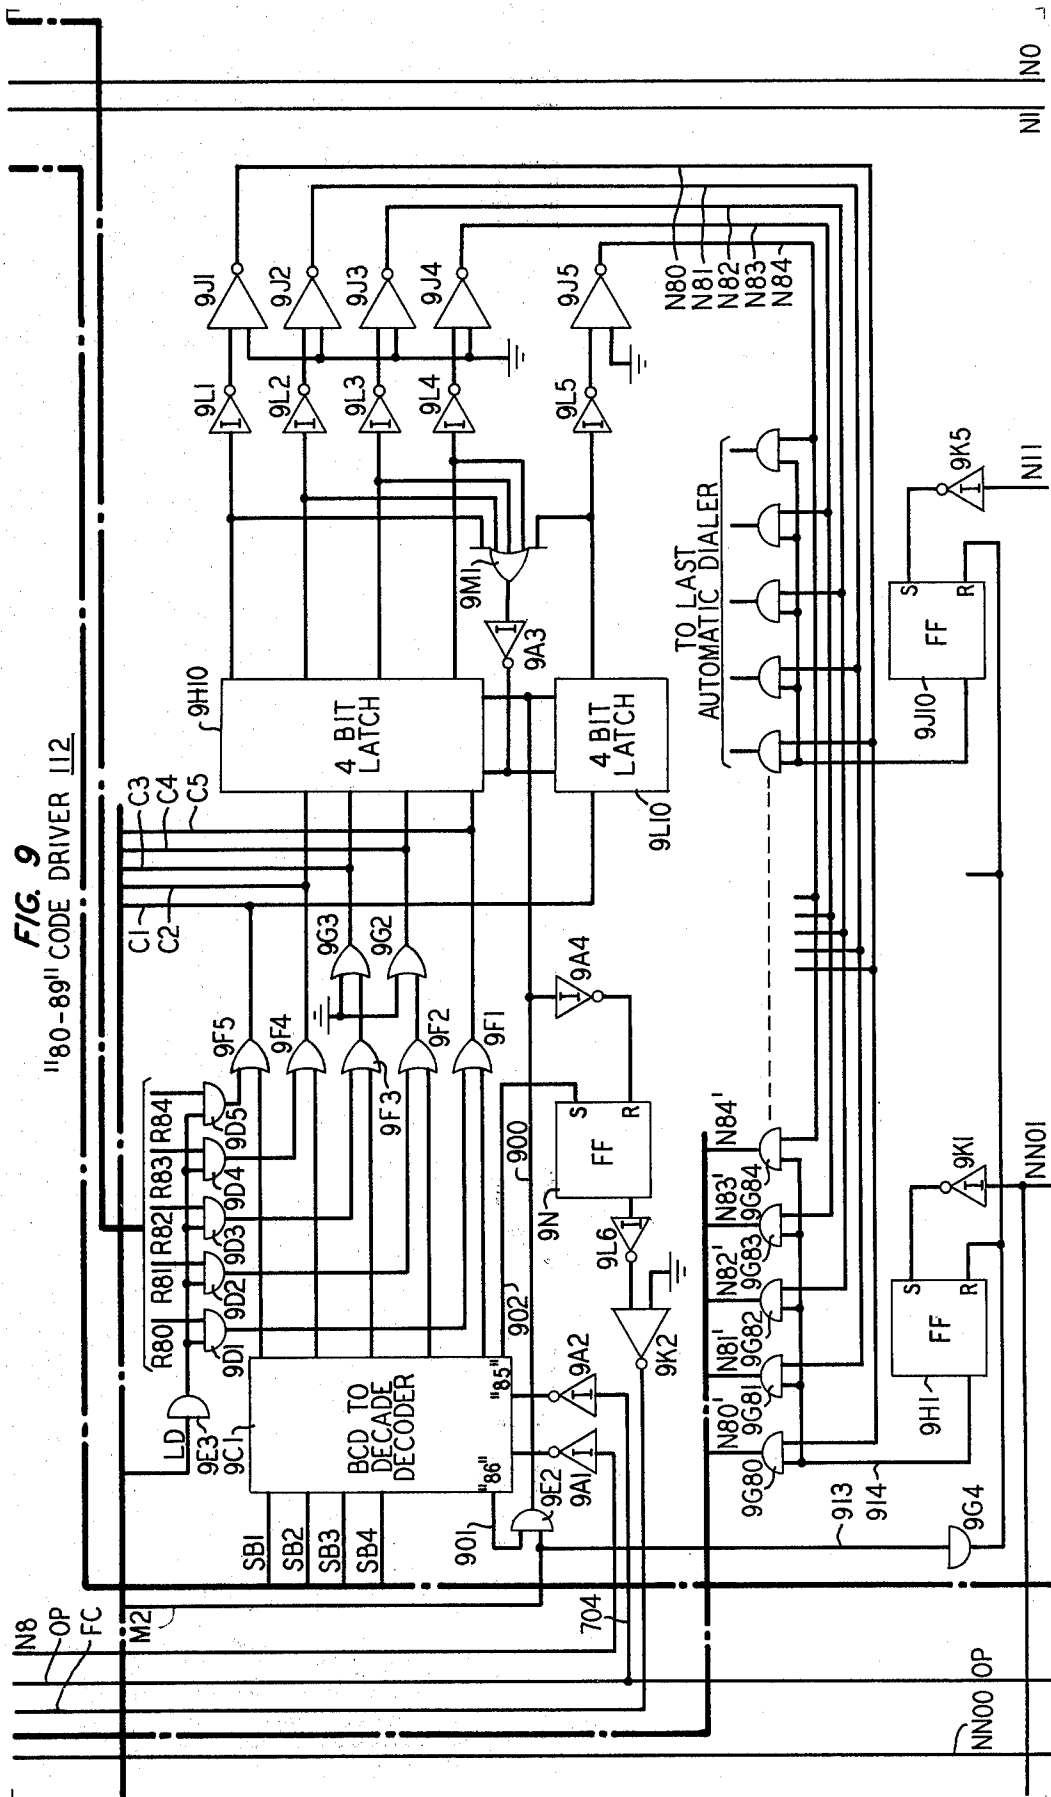 FIG. 9
"80-89" CODE DRIVER 112
N8
OP
FC
M2
C1
C2
C3
C4
C5
LD
R80
R81
R82
R83
R84
9E3
9D1
9D2
9D3
9D4
9D5
9C1
BCD TO
DECADE
DECODER
"86"
"85"
SB1
SB2
SB3
SB4
9F5
9F4
9F3
9F2
9F1
9G3
9G2
9H10
4 BIT
LATCH
4 BIT
LATCH
9L10
9L1
9L2
9L3
9L4
9L5
9J1
9J2
9J3
9J4
9J5
9M1
9A3
901
9E2
9A1
9A2
902
900
9A4
9N
FF
S
R
9L6
9K2
704
N80
N81
N82
N83
N84
TO LAST
AUTOMATIC DIALER
N80'
N81'
N82'
N83'
N84'
9G80
9G81
9G82
9G83
9G84
913
914
9G4
9H1
FF
S
R
9K1
9J10
FF
S
R
9K5
NN00
OP
NN01
N11
N1
N0